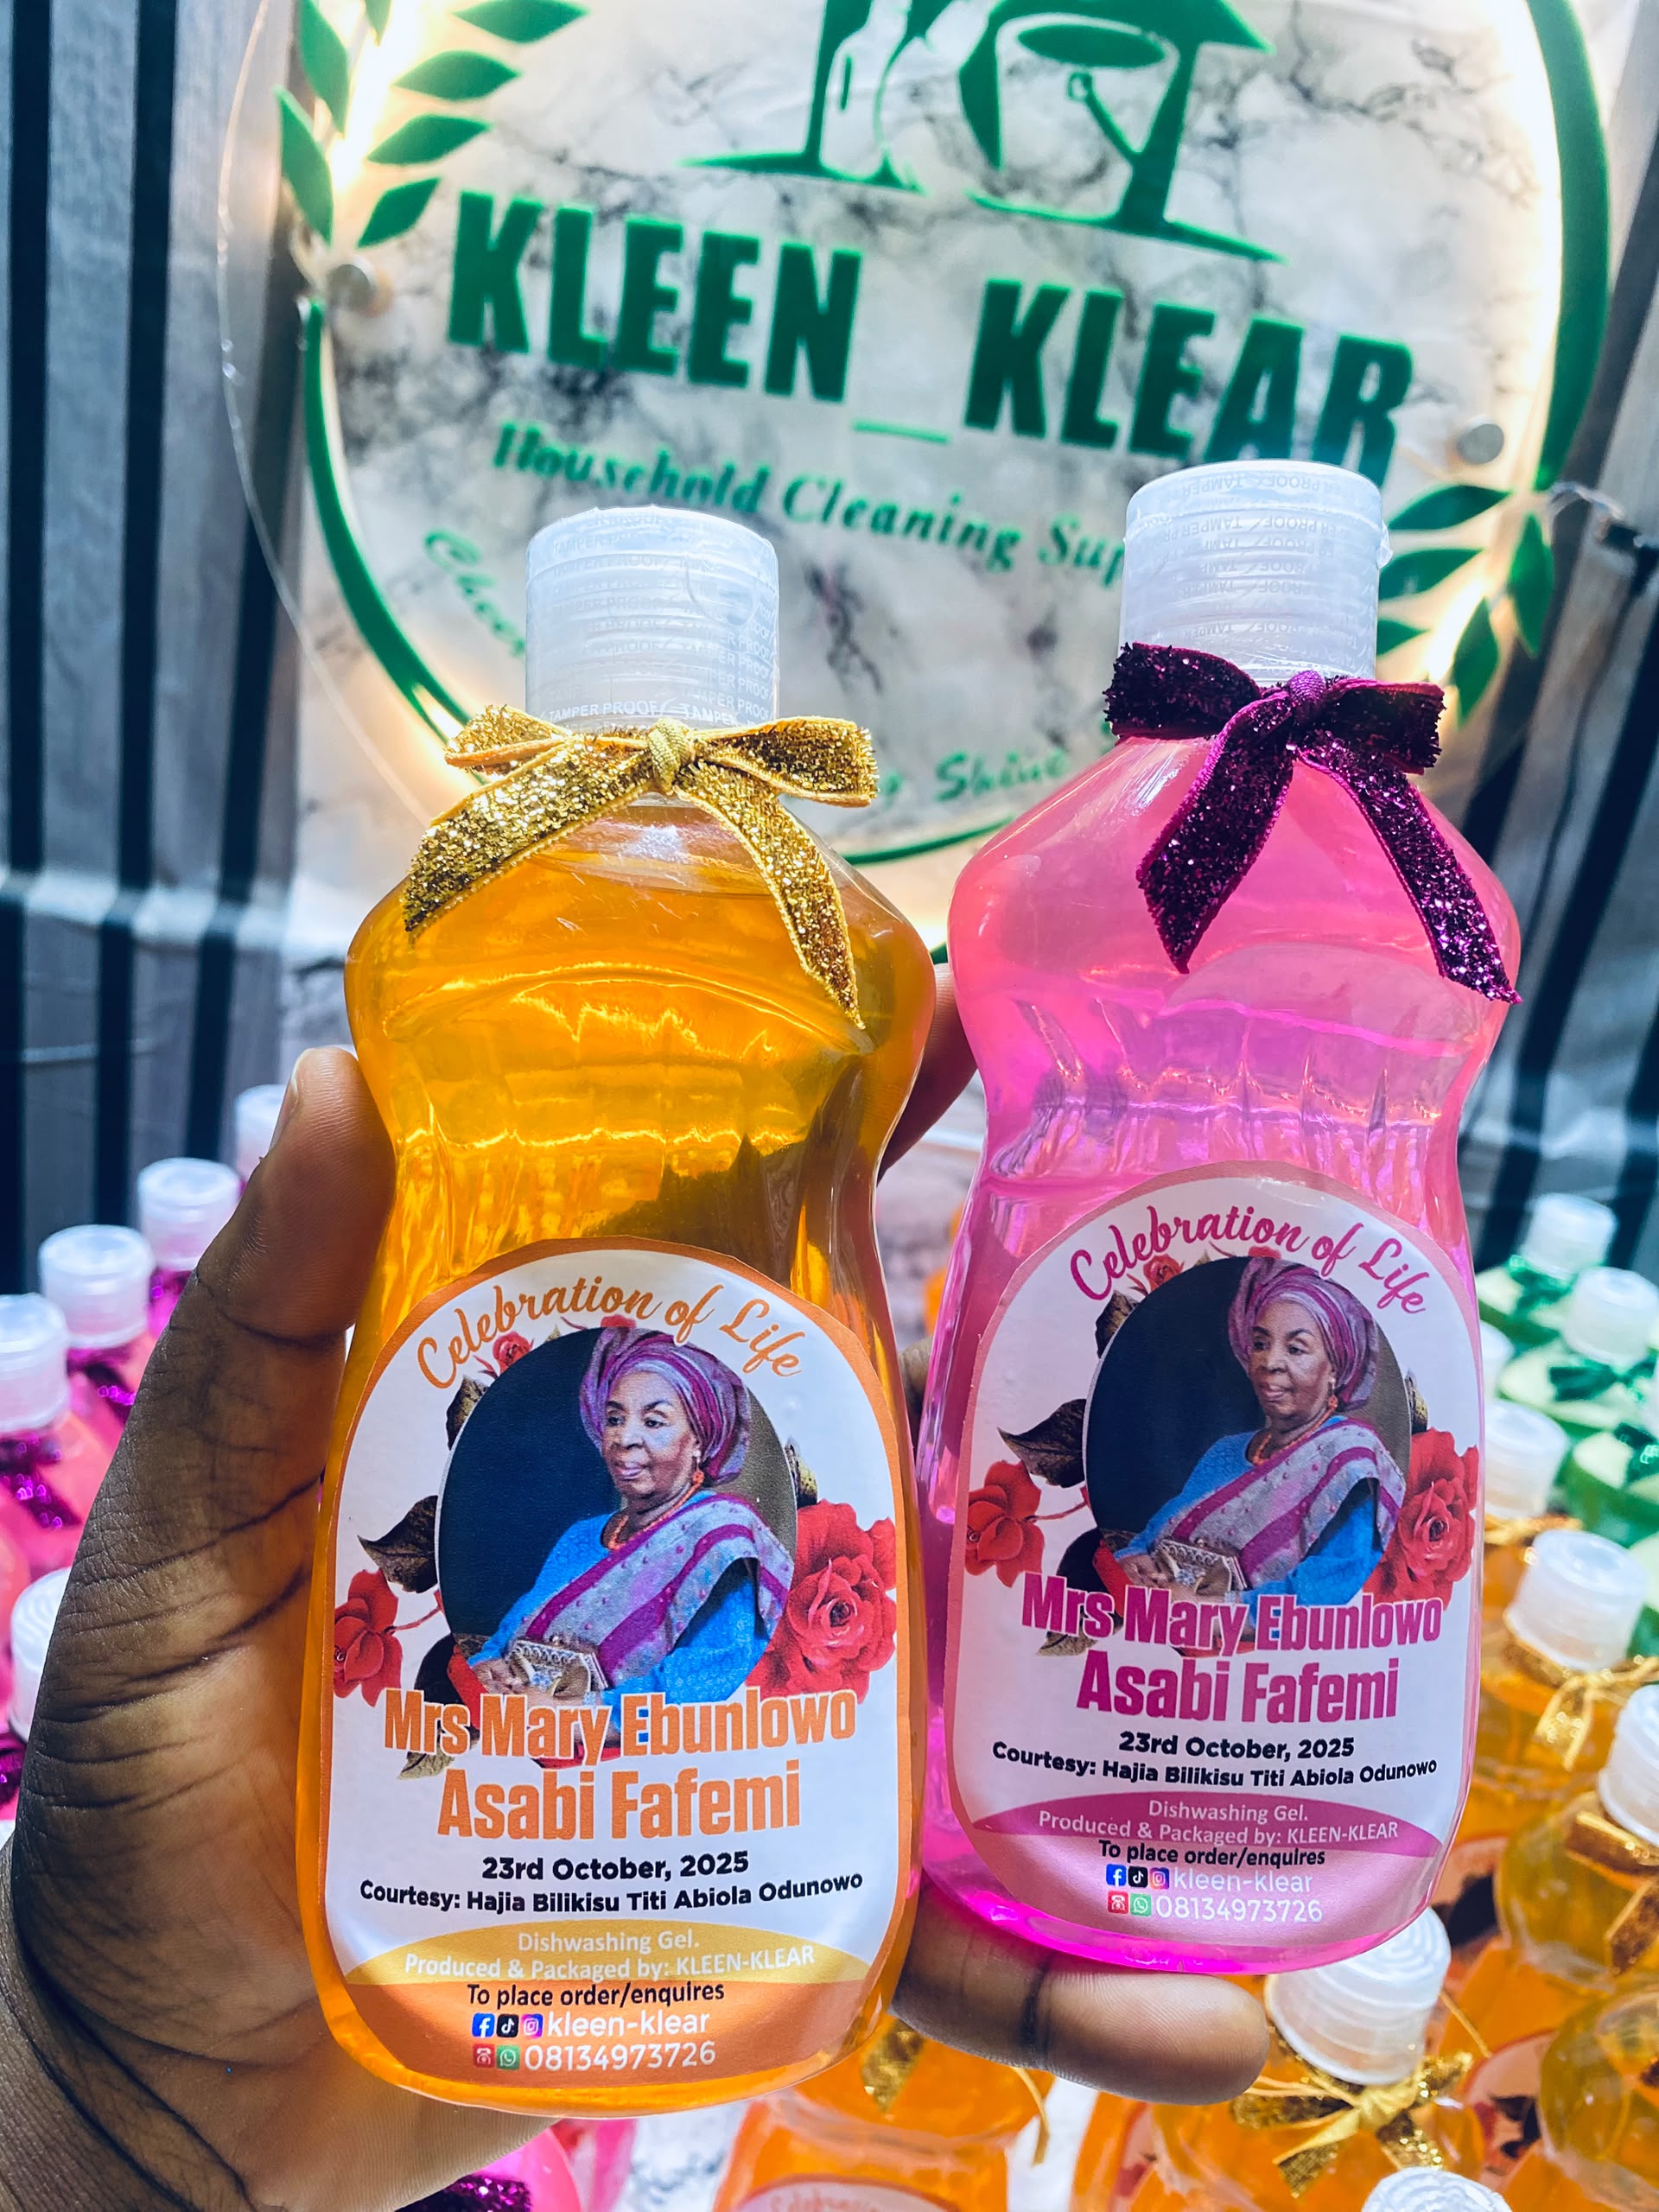 KLEEN_KLEAR
Household Cleaning
Shine
TAMPER PROOF
Celebration of Life
Mrs Mary Ebunlowo
Asabi Fafemi
23rd October, 2025
Courtesy: Hajia Bilikisu Titi Abiola Odunowo
Dishwashing Gel.
Produced & Packaged by: KLEEN-KLEAR
To place order/enquires
kleen-klear
08134973726
TAMPER PROOF
Celebration of Life
Mrs Mary Ebunlowo
Asabi Fafemi
23rd October, 2025
Courtesy: Hajia Bilikisu Titi Abiola Odunowo
Dishwashing Gel.
Produced & Packaged by: KLEEN-KLEAR
To place order/enquires
kleen-klear
08134973726